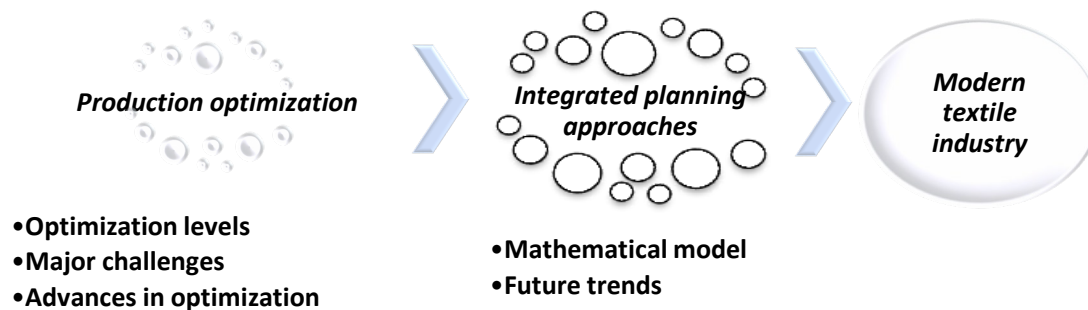 Production optimization
•Optimization levels
•Major challenges
•Advances in optimization
Integrated planning
approaches
•Mathematical model
•Future trends
Modern
textile
industry